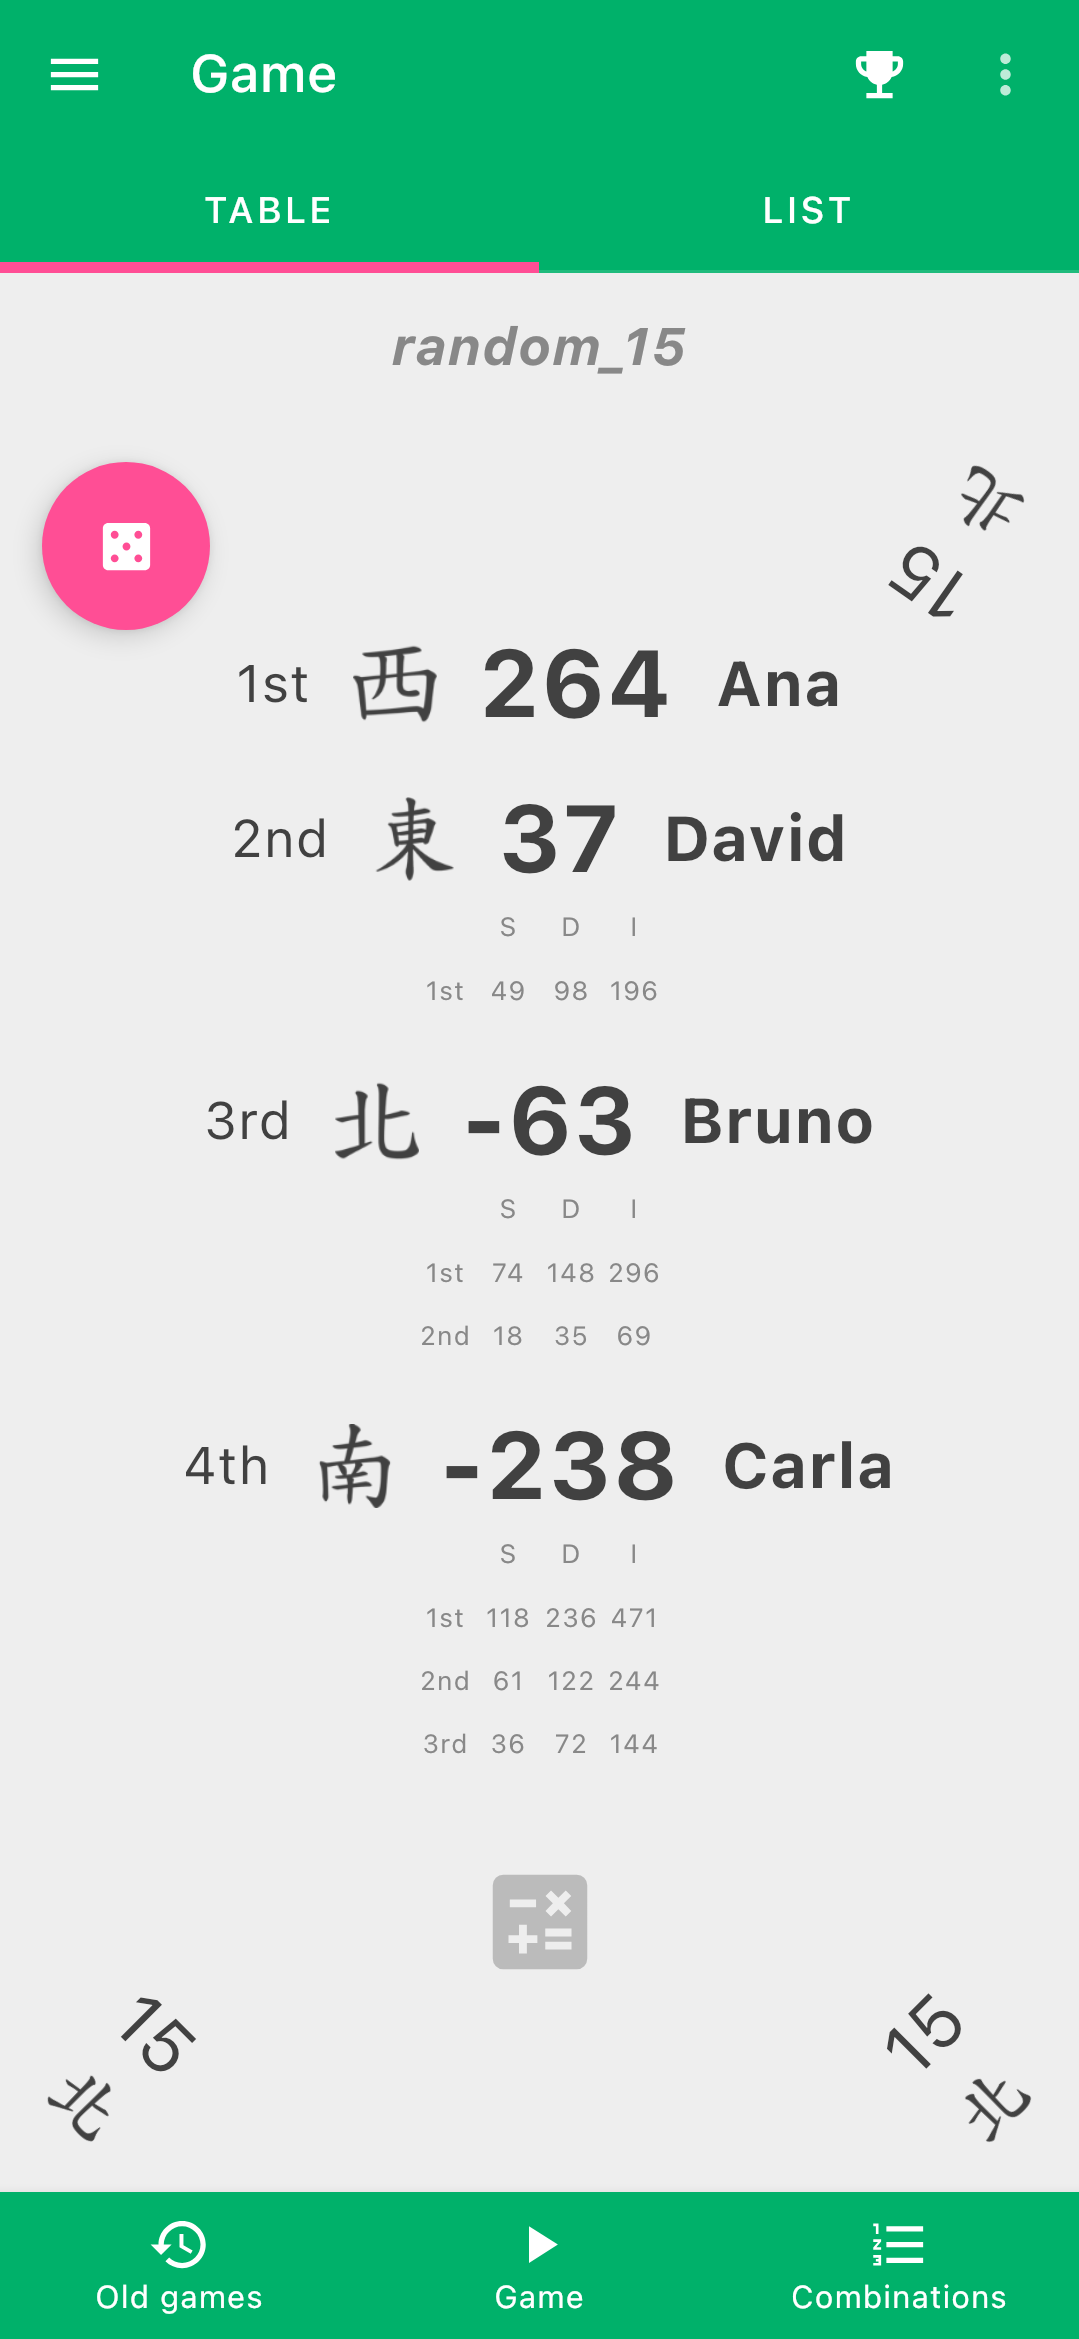 Game
TABLE LIST
random_15
北
15
1st 西 264 Ana
2nd 東 37 David
S D I
1st 49 98 196
3rd 北 -63 Bruno
S D I
1st 74 148 296
2nd 18 35 69
4th 南 -238 Carla
S D I
1st 118 236 471
2nd 61 122 244
3rd 36 72 144
15 15
北 北
Old games Game Combinations